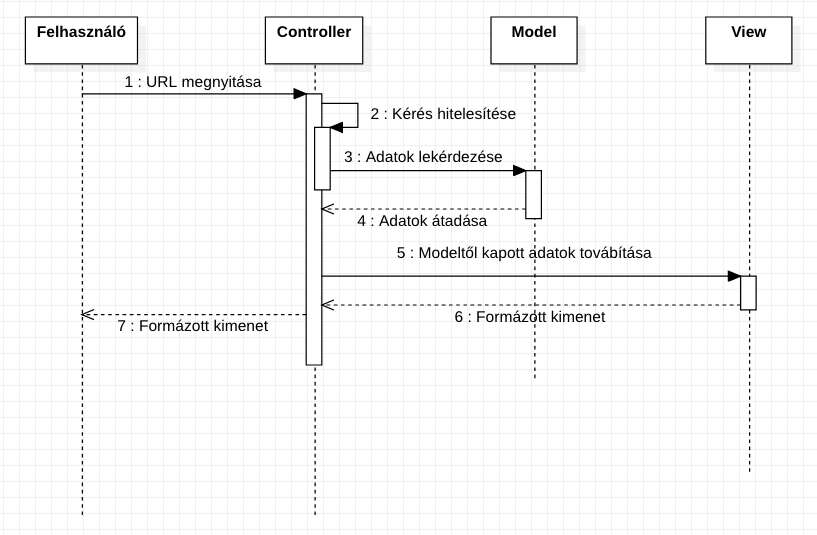 Felhasználó
Controller
Model
View
1 : URL megnyitása
2 : Kérés hitelesítése
3 : Adatok lekérdezése
4 : Adatok átadása
5 : Modeltől kapott adatok továbítása
6 : Formázott kimenet
7 : Formázott kimenet